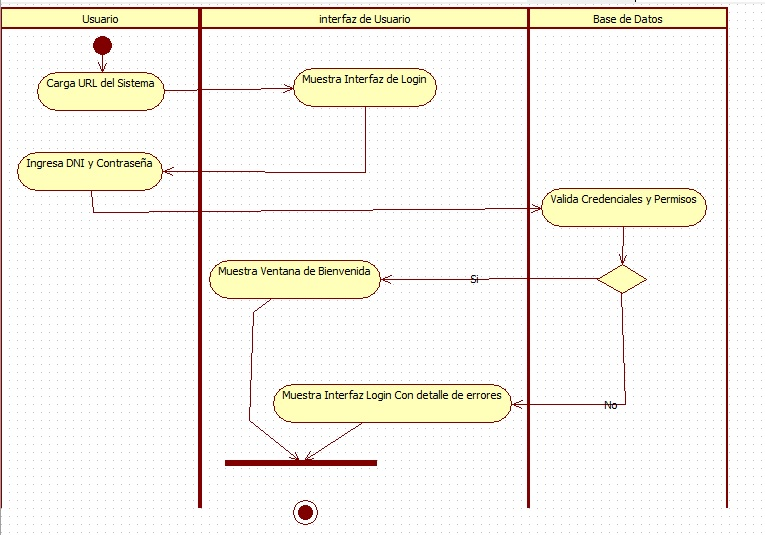 Usuario
interfaz de Usuario
Base de Datos
Carga URL del Sistema
Muestra Interfaz de Login
Ingresa DNI y Contraseña
Valida Credenciales y Permisos
Muestra Ventana de Bienvenida
Si
Muestra Interfaz Login Con detalle de errores
No